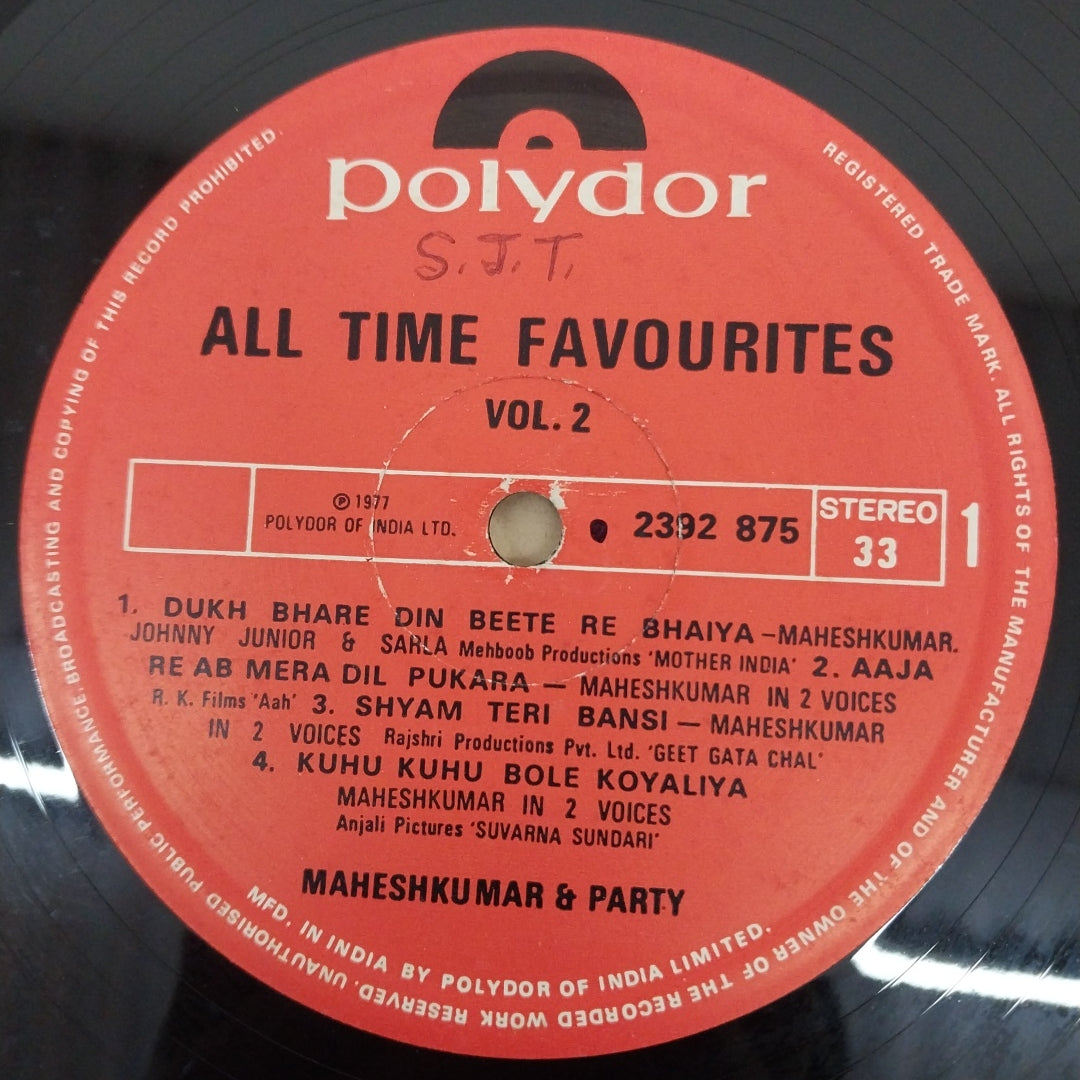 polydor
S.J.T.
ALL TIME FAVOURITES
VOL. 2
℗ 1977
POLYDOR OF INDIA LTD.
2392 875
STEREO
33
1
1. DUKH BHARE DIN BEETE RE BHAIYA – MAHESHKUMAR.
JOHNNY JUNIOR & SARLA Mehboob Productions 'MOTHER INDIA' 2. AAJA
RE AB MERA DIL PUKARA — MAHESHKUMAR IN 2 VOICES
R. K. Films 'Aah' 3. SHYAM TERI BANSI — MAHESHKUMAR
IN 2 VOICES Rajshri Productions Pvt. Ltd. 'GEET GATA CHAL'
4. KUHU KUHU BOLE KOYALIYA
MAHESHKUMAR IN 2 VOICES
Anjali Pictures 'SUVARNA SUNDARI'
MAHESHKUMAR & PARTY
MFD. IN INDIA BY POLYDOR OF INDIA LIMITED.
REGISTERED TRADE MARK. ALL RIGHTS OF THE MANUFACTURER AND OF THE OWNER OF THE RECORDED WORK RESERVED. UNAUTHORISED PUBLIC PERFORMANCE, BROADCASTING AND COPYING OF THIS RECORD PROHIBITED.